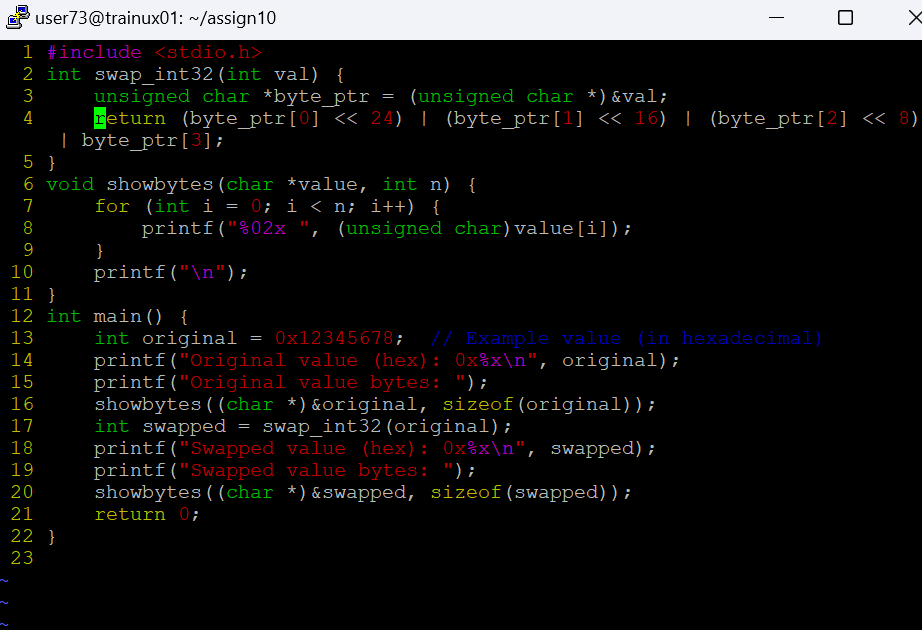 user73@trainux01: ~/assign10
1 #include <stdio.h>
2 int swap_int32(int val) {
3     unsigned char *byte_ptr = (unsigned char *)&val;
4     return (byte_ptr[0] << 24) | (byte_ptr[1] << 16) | (byte_ptr[2] << 8)
 | byte_ptr[3];
5 }
6 void showbytes(char *value, int n) {
7     for (int i = 0; i < n; i++) {
8         printf("%02x ", (unsigned char)value[i]);
9     }
10     printf("\n");
11 }
12 int main() {
13     int original = 0x12345678;  // Example value (in hexadecimal)
14     printf("Original value (hex): 0x%x\n", original);
15     printf("Original value bytes: ");
16     showbytes((char *)&original, sizeof(original));
17     int swapped = swap_int32(original);
18     printf("Swapped value (hex): 0x%x\n", swapped);
19     printf("Swapped value bytes: ");
20     showbytes((char *)&swapped, sizeof(swapped));
21     return 0;
22 }
23
~
~
~